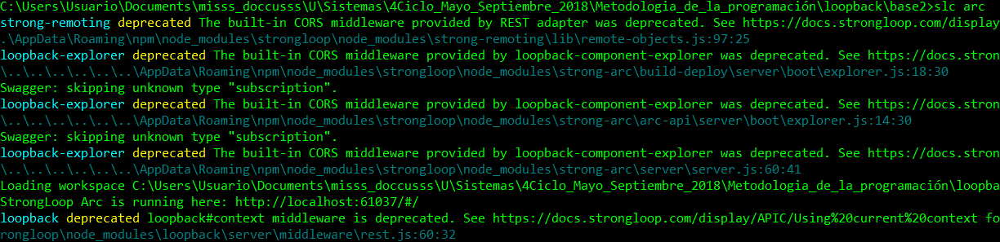 C:\Users\Usuario\Documents\misss_doccusss\U\Sistemas\4Ciclo_Mayo_Septiembre_2018\Metodologia_de_la_programación\loopback\base2>slc arc
strong-remoting deprecated The built-in CORS middleware provided by REST adapter was deprecated. See https://docs.strongloop.com/display
.\AppData\Roaming\npm\node_modules\strongloop\node_modules\strong-remoting\lib\remote-objects.js:97:25
loopback-explorer deprecated The built-in CORS middleware provided by loopback-component-explorer was deprecated. See https://docs.stron
\..\..\..\..\..\AppData\Roaming\npm\node_modules\strongloop\node_modules\strong-arc\build-deploy\server\boot\explorer.js:18:30
Swagger: skipping unknown type "subscription".
loopback-explorer deprecated The built-in CORS middleware provided by loopback-component-explorer was deprecated. See https://docs.stron
\..\..\..\..\..\AppData\Roaming\npm\node_modules\strongloop\node_modules\strong-arc\arc-api\server\boot\explorer.js:14:30
Swagger: skipping unknown type "subscription".
loopback-explorer deprecated The built-in CORS middleware provided by loopback-component-explorer was deprecated. See https://docs.stron
\..\..\..\..\..\AppData\Roaming\npm\node_modules\strongloop\node_modules\strong-arc\server\server.js:60:41
Loading workspace C:\Users\Usuario\Documents\misss_doccusss\U\Sistemas\4Ciclo_Mayo_Septiembre_2018\Metodologia_de_la_programación\loopba
StrongLoop Arc is running here: http://localhost:61037/#/
loopback deprecated loopback#context middleware is deprecated. See https://docs.strongloop.com/display/APIC/Using%20current%20context fo
rongloop\node_modules\loopback\server\middleware\rest.js:60:32